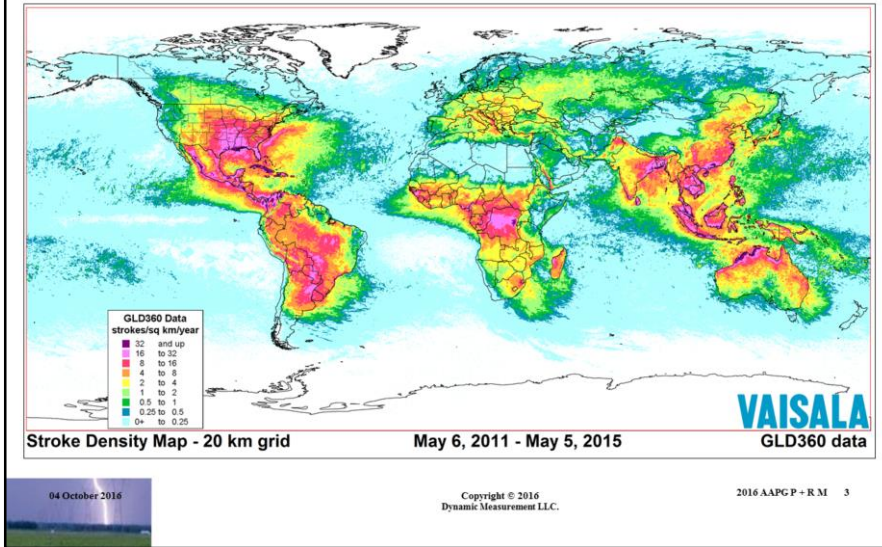 GLD360 Data
strokes/sq km/year
32 and up
16 to 32
8 to 16
4 to 8
2 to 4
1 to 2
0.5 to 1
0.25 to 0.5
0+ to 0.25
VAISALA
Stroke Density Map - 20 km grid
May 6, 2011 - May 5, 2015
GLD360 data
04 October 2016
Copyright © 2016
Dynamic Measurement LLC.
2016 AAPG P + R M 3